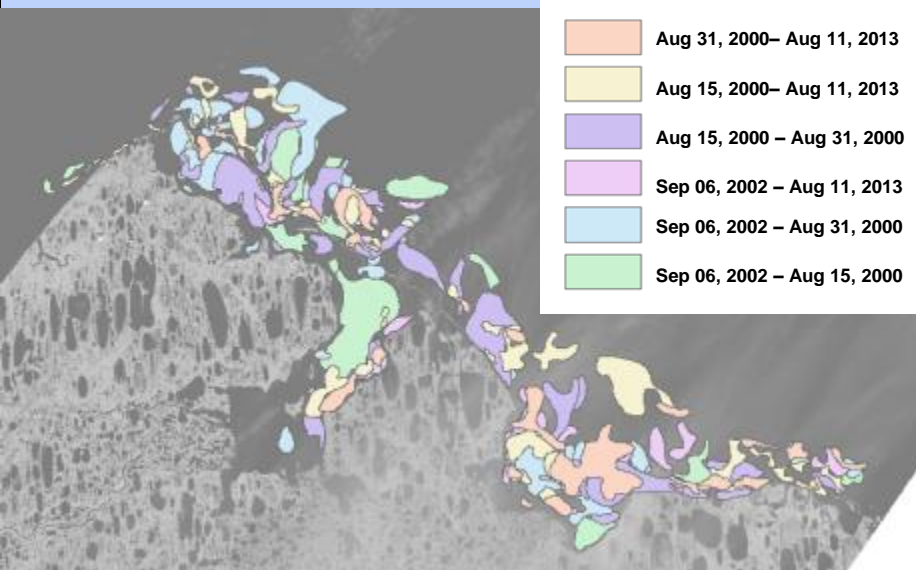 Aug 31, 2000– Aug 11, 2013
Aug 15, 2000– Aug 11, 2013
Aug 15, 2000 – Aug 31, 2000
Sep 06, 2002 – Aug 11, 2013
Sep 06, 2002 – Aug 31, 2000
Sep 06, 2002 – Aug 15, 2000